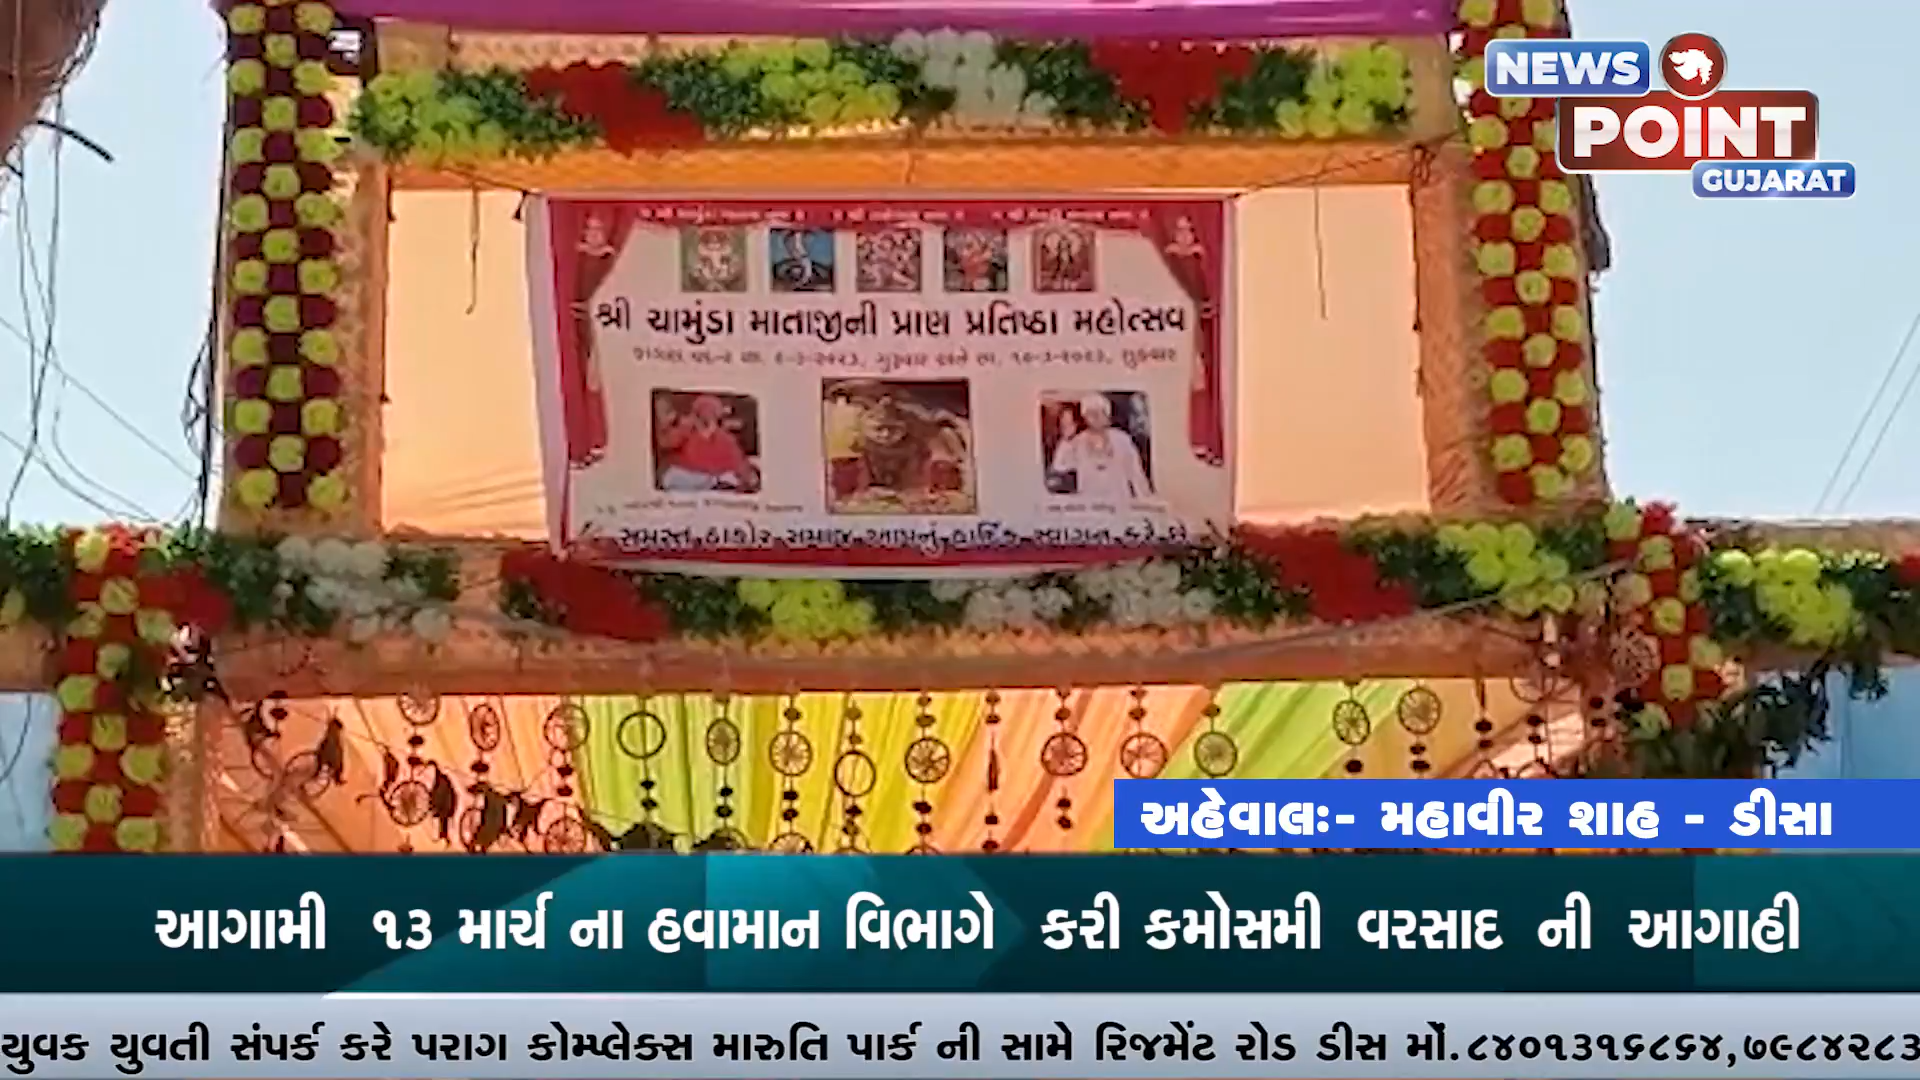 NEWS
POINT
GUJARAT
શ્રી ચામુંડા માતાજીની પ્રાણ પ્રતિષ્ઠા મહોત્સવ
સમસ્ત ઠાકોર સમાજ આપનું હાર્દિક સ્વાગત કરે છે
અહેવાલઃ- મહાવીર શાહ - ડીસા
આગામી ૧૩ માર્ચ ના હવામાન વિભાગે કરી કમોસમી વરસાદ ની આગાહી
યુવક યુવતી સંપર્ક કરે પરાગ કોમ્પ્લેક્સ મારુતિ પાર્ક ની સામે રિજમેંટ રોડ ડીસ મોં.૮૪૦૧૩૧૬૮૬૪,૭૯૮૪૨૮૩